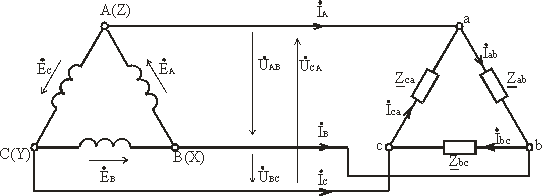 A(Z)
İA
a
ĖC
ĖA
U̇AB
U̇CA
Zca
İab
Zab
İca
C(Y)
B(X)
İB
c
İbc
b
ĖB
U̇BC
Zbc
İC